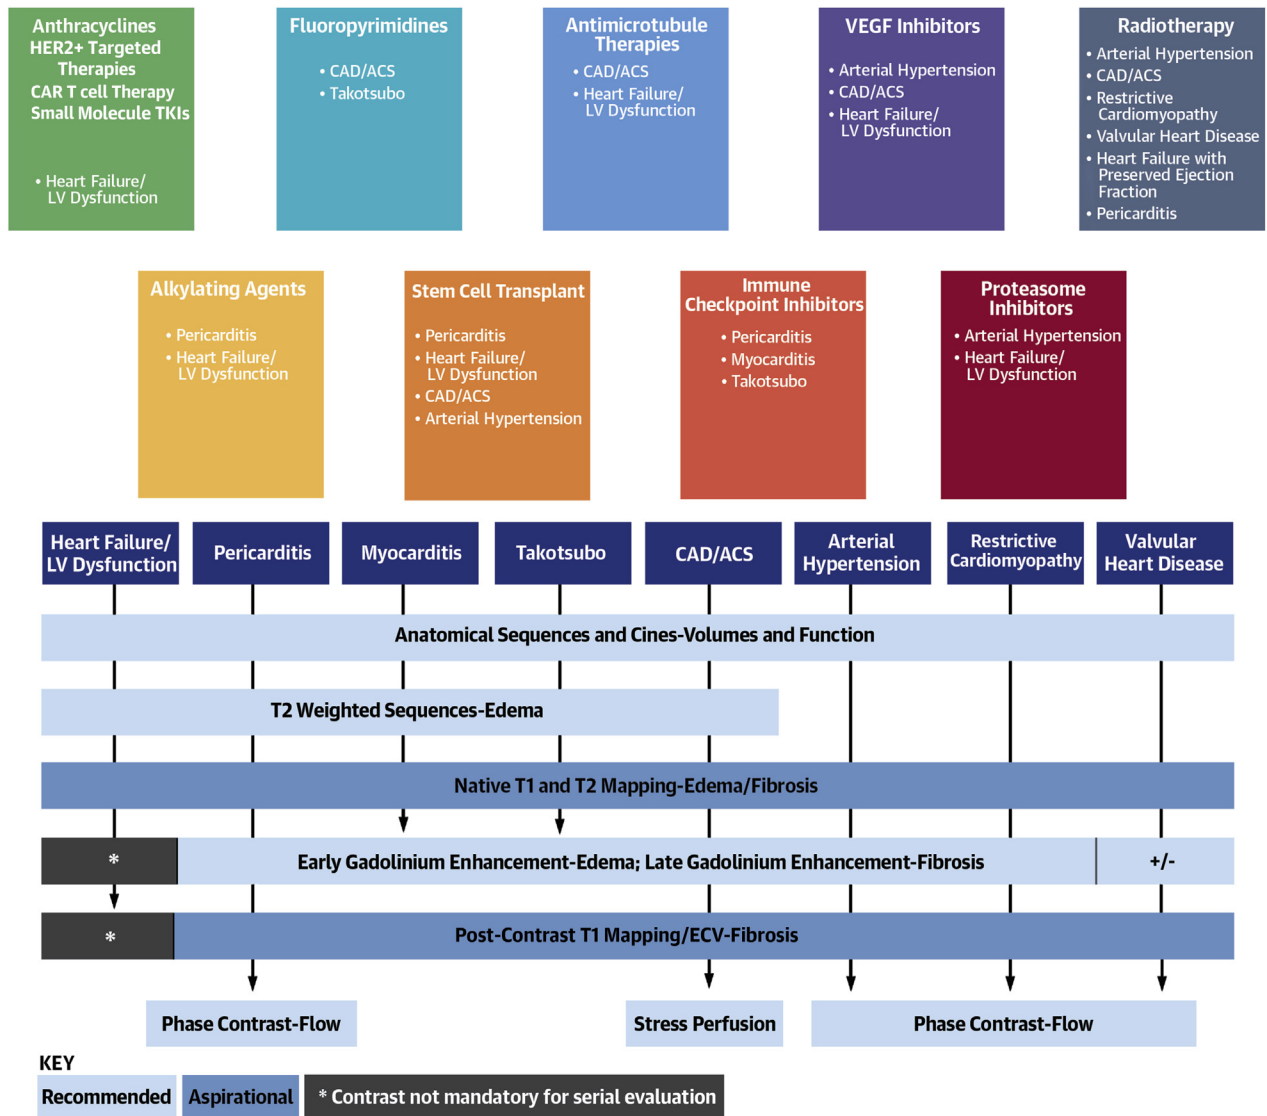 Anthracyclines
HER2+ Targeted
Therapies
CAR T cell Therapy
Small Molecule TKIs
• Heart Failure/
LV Dysfunction
Fluoropyrimidines
• CAD/ACS
• Takotsubo
Antimicrotubule
Therapies
• CAD/ACS
• Heart Failure/
LV Dysfunction
VEGF Inhibitors
• Arterial Hypertension
• CAD/ACS
• Heart Failure/
LV Dysfunction
Radiotherapy
• Arterial Hypertension
• CAD/ACS
• Restrictive
Cardiomyopathy
• Valvular Heart Disease
• Heart Failure with
Preserved Ejection
Fraction
• Pericarditis
Alkylating Agents
• Pericarditis
• Heart Failure/
LV Dysfunction
Stem Cell Transplant
• Pericarditis
• Heart Failure/
LV Dysfunction
• CAD/ACS
• Arterial Hypertension
Immune
Checkpoint Inhibitors
• Pericarditis
• Myocarditis
• Takotsubo
Proteasome
Inhibitors
• Arterial Hypertension
• Heart Failure/
LV Dysfunction
Heart Failure/
LV Dysfunction
Pericarditis
Myocarditis
Takotsubo
CAD/ACS
Arterial
Hypertension
Restrictive
Cardiomyopathy
Valvular
Heart Disease
Anatomical Sequences and Cines-Volumes and Function
T2 Weighted Sequences-Edema
Native T1 and T2 Mapping-Edema/Fibrosis
*
Early Gadolinium Enhancement-Edema; Late Gadolinium Enhancement-Fibrosis
+/-
*
Post-Contrast T1 Mapping/ECV-Fibrosis
Phase Contrast-Flow
Stress Perfusion
Phase Contrast-Flow
KEY
Recommended
Aspirational
* Contrast not mandatory for serial evaluation